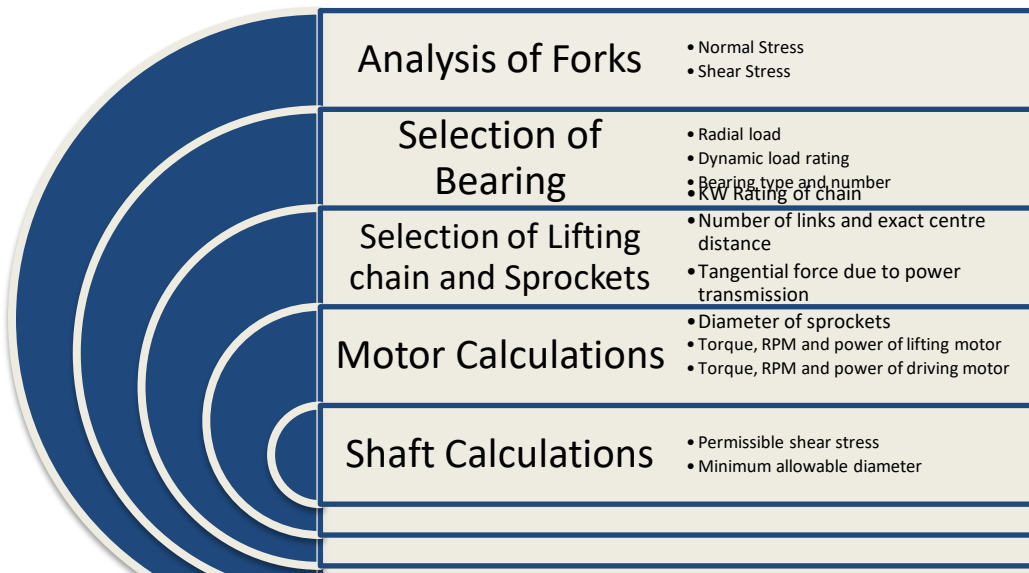 Analysis of Forks
• Normal Stress
• Shear Stress
Selection of
Bearing
• Radial load
• Dynamic load rating
• Bearing type and number
Selection of Lifting
chain and Sprockets
• KW Rating of chain
• Number of links and exact centre
distance
• Tangential force due to power
transmission
• Diameter of sprockets
Motor Calculations
• Torque, RPM and power of lifting motor
• Torque, RPM and power of driving motor
Shaft Calculations
• Permissible shear stress
• Minimum allowable diameter